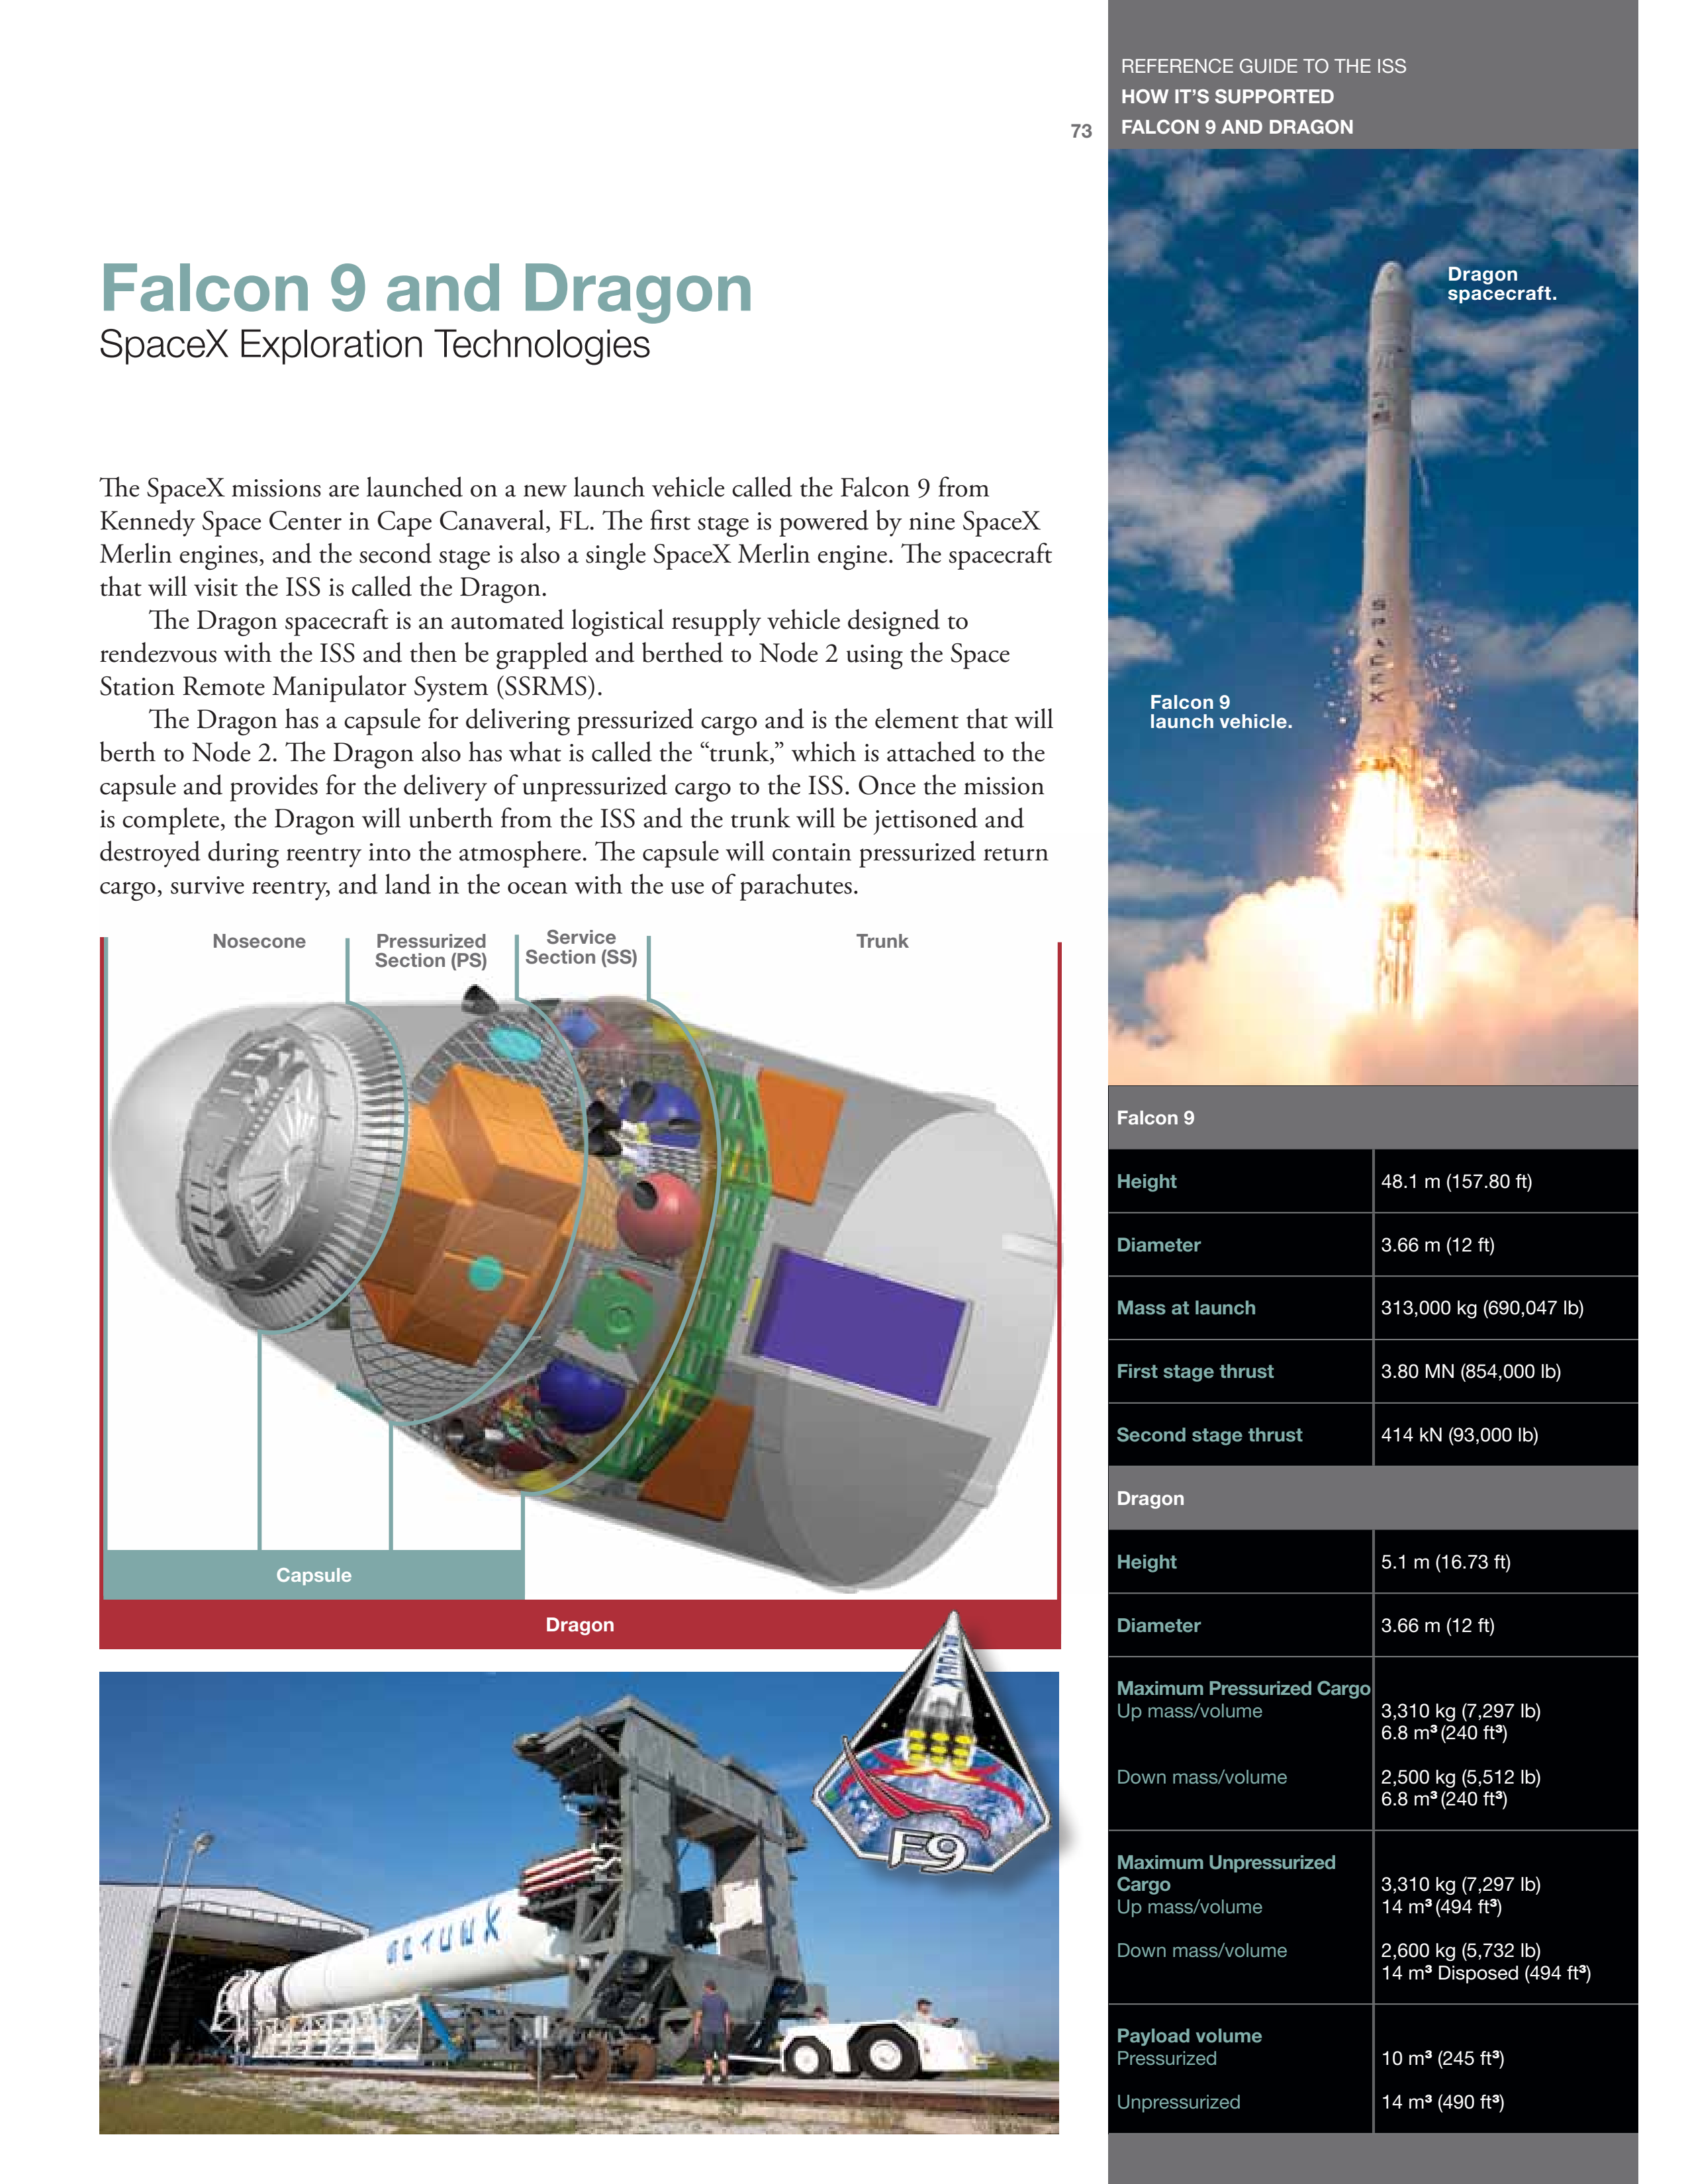 REFERENCE GUIDE TO THE ISS
HOW IT'S SUPPORTED
73
FALCON 9 AND DRAGON
Falcon 9 and Dragon
SpaceX Exploration Technologies
The SpaceX missions are launched on a new launch vehicle called the Falcon 9 from
Kennedy Space Center in Cape Canaveral, FL. The first stage is powered by nine SpaceX
Merlin engines, and the second stage is also a single SpaceX Merlin engine. The spacecraft
that will visit the ISS is called the Dragon.
The Dragon spacecraft is an automated logistical resupply vehicle designed to
rendezvous with the ISS and then be grappled and berthed to Node 2 using the Space
Station Remote Manipulator System (SSRMS).
The Dragon has a capsule for delivering pressurized cargo and is the element that will
berth to Node 2. The Dragon also has what is called the “trunk,” which is attached to the
capsule and provides for the delivery of unpressurized cargo to the ISS. Once the mission
is complete, the Dragon will unberth from the ISS and the trunk will be jettisoned and
destroyed during reentry into the atmosphere. The capsule will contain pressurized return
cargo, survive reentry, and land in the ocean with the use of parachutes.
Nosecone
Pressurized
Section (PS)
Service
Section (SS)
Trunk
Capsule
Dragon
F9
Dragon
spacecraft.
SPACEX
Falcon 9
launch vehicle.
Falcon 9
Height 48.1 m (157.80 ft)
Diameter 3.66 m (12 ft)
Mass at launch 313,000 kg (690,047 lb)
First stage thrust 3.80 MN (854,000 lb)
Second stage thrust 414 kN (93,000 lb)
Dragon
Height 5.1 m (16.73 ft)
Diameter 3.66 m (12 ft)
Maximum Pressurized Cargo
Up mass/volume 3,310 kg (7,297 lb)
6.8 m³ (240 ft³)
Down mass/volume 2,500 kg (5,512 lb)
6.8 m³ (240 ft³)
Maximum Unpressurized
Cargo 3,310 kg (7,297 lb)
Up mass/volume 14 m³ (494 ft³)
Down mass/volume 2,600 kg (5,732 lb)
14 m³ Disposed (494 ft³)
Payload volume
Pressurized 10 m³ (245 ft³)
Unpressurized 14 m³ (490 ft³)